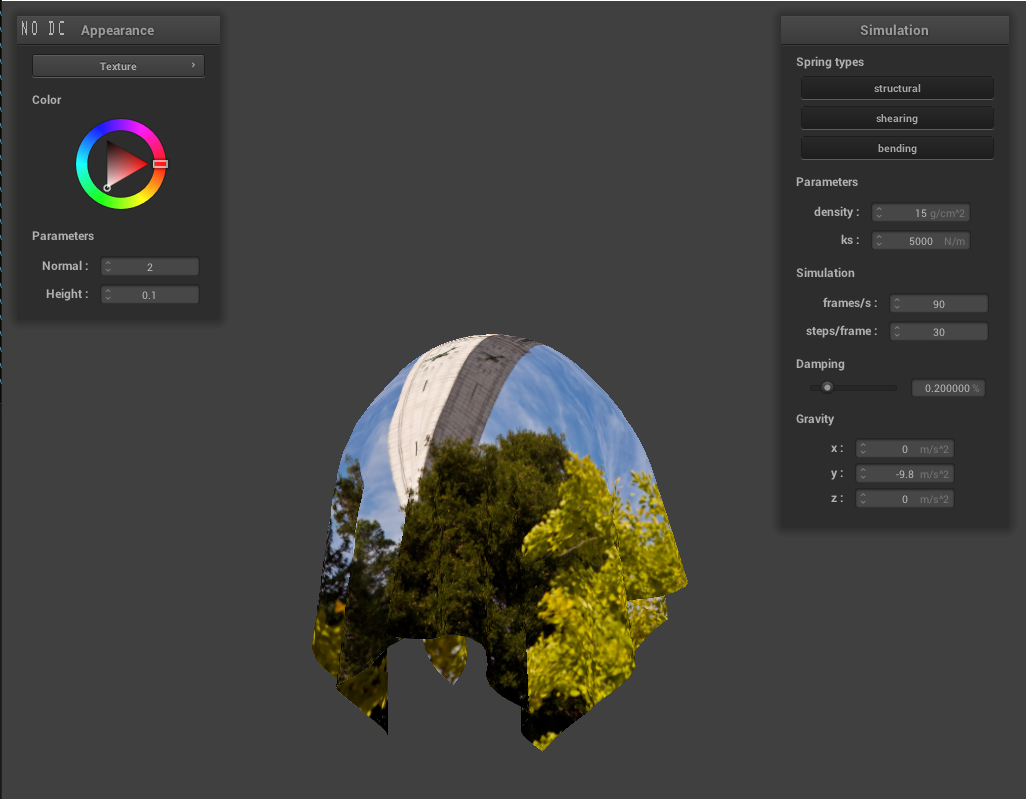 NO DC
Appearance
Texture
Color
Parameters
Normal : 2
Height : 0.1
Simulation
Spring types
structural
shearing
bending
Parameters
density : 15 g/cm^2
ks : 5000 N/m
Simulation
frames/s : 90
steps/frame : 30
Damping
0.200000 %
Gravity
x : 0 m/s^2
y : -9.8 m/s^2
z : 0 m/s^2